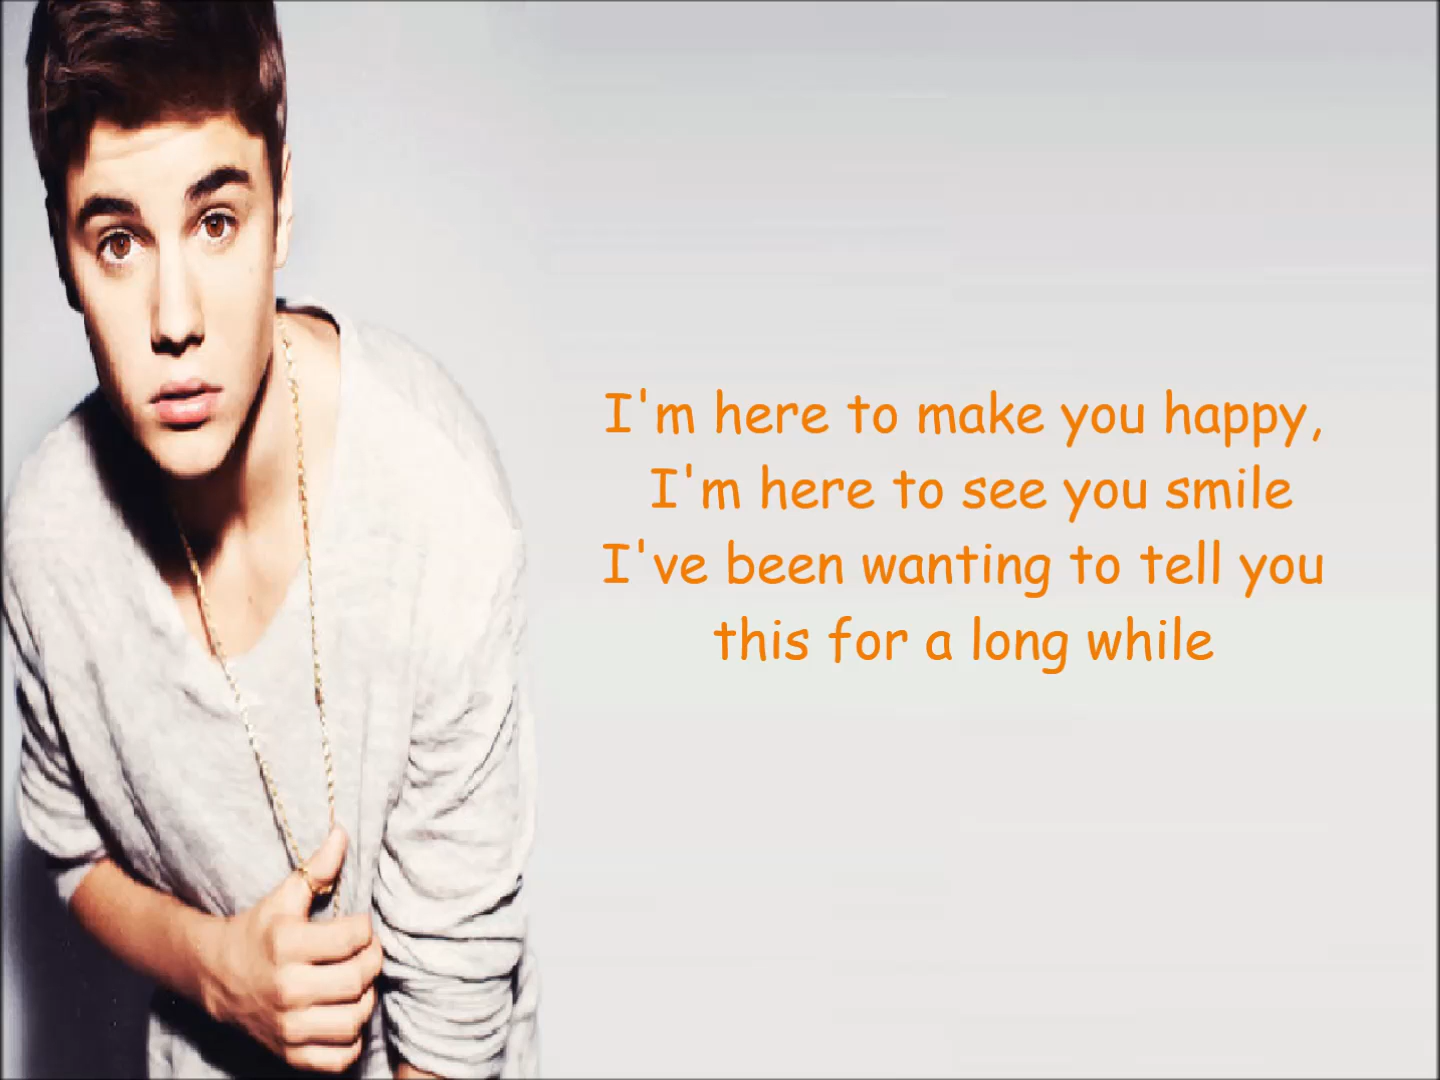 I'm here to make you happy,
I'm here to see you smile
I've been wanting to tell you
this for a long while